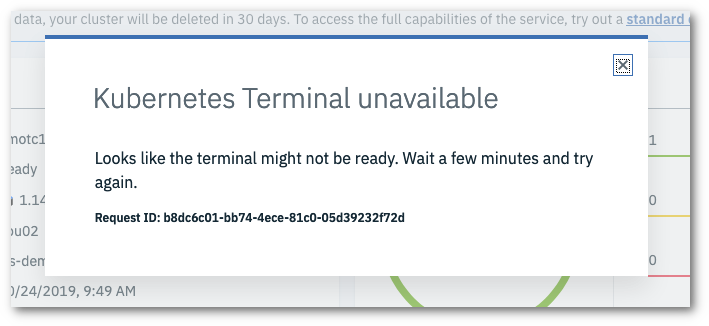 data, your cluster will be deleted in 30 days. To access the full capabilities of the service, try out a standard
Kubernetes Terminal unavailable
Looks like the terminal might not be ready. Wait a few minutes and try
again.
Request ID: b8dc6c01-bb74-4ece-81c0-05d39232f72d
motc1
1
eady
1.14
0
ou02
s-dem
0
0/24/2019, 9:49 AM